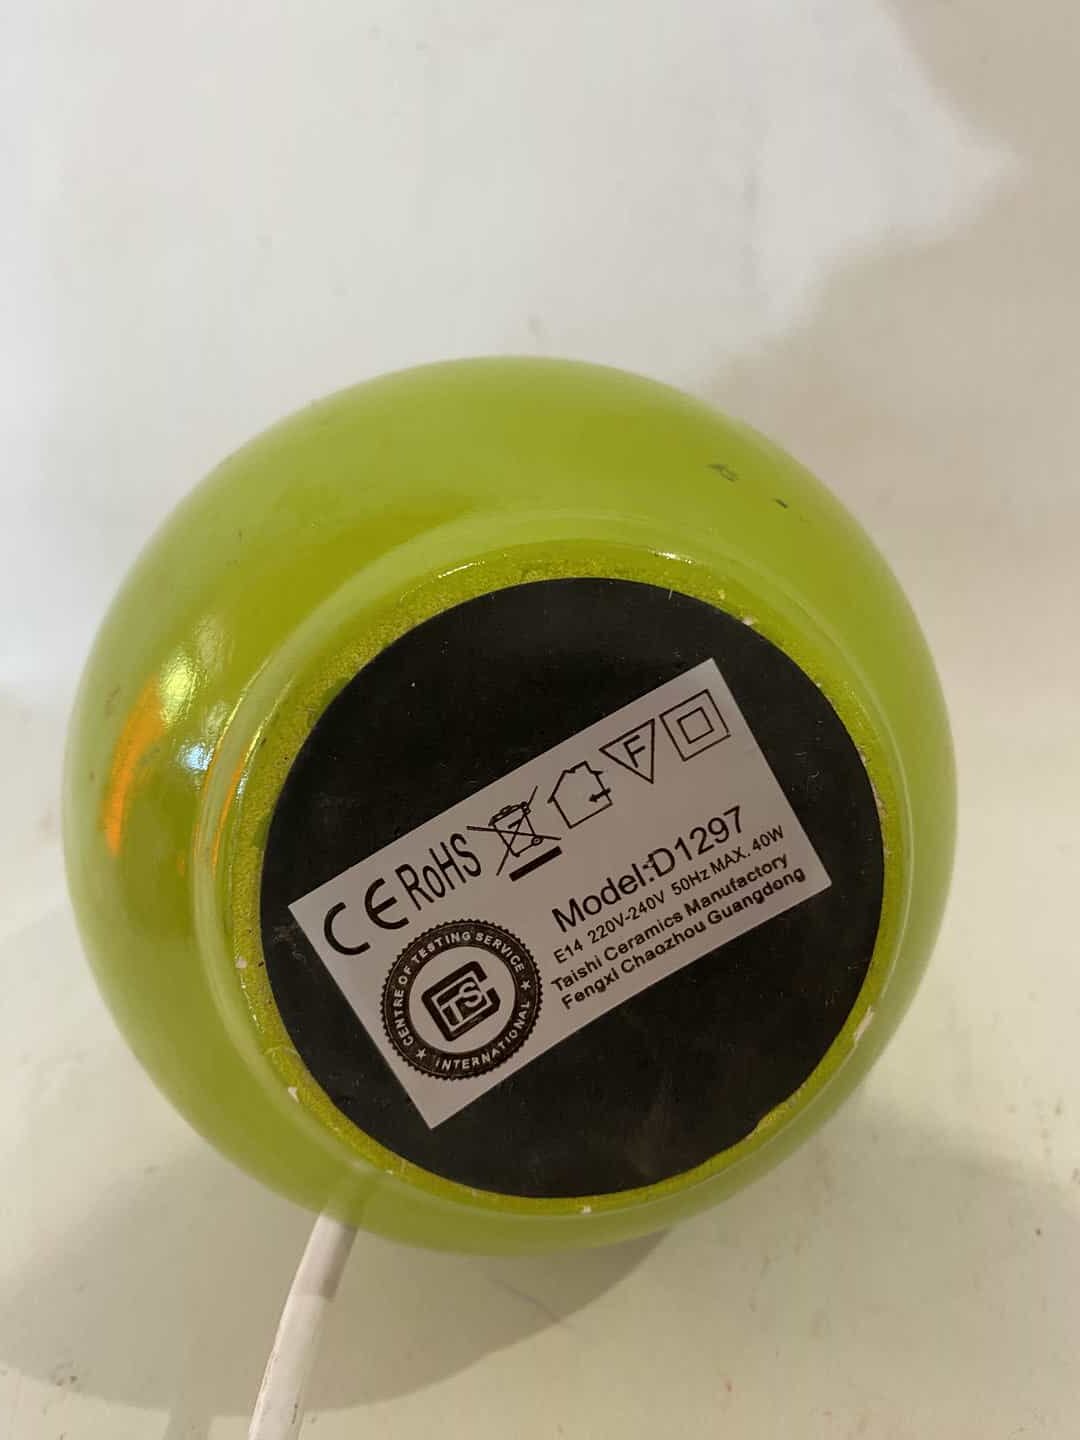 CE RoHS F
Model:D1297
E14 220V-240V 50Hz MAX. 40W
Taishi Ceramics Manufactory
Fengxi Chaozhou Guangdong
CENTRE OF TESTING SERVICE
CTS
INTERNATIONAL